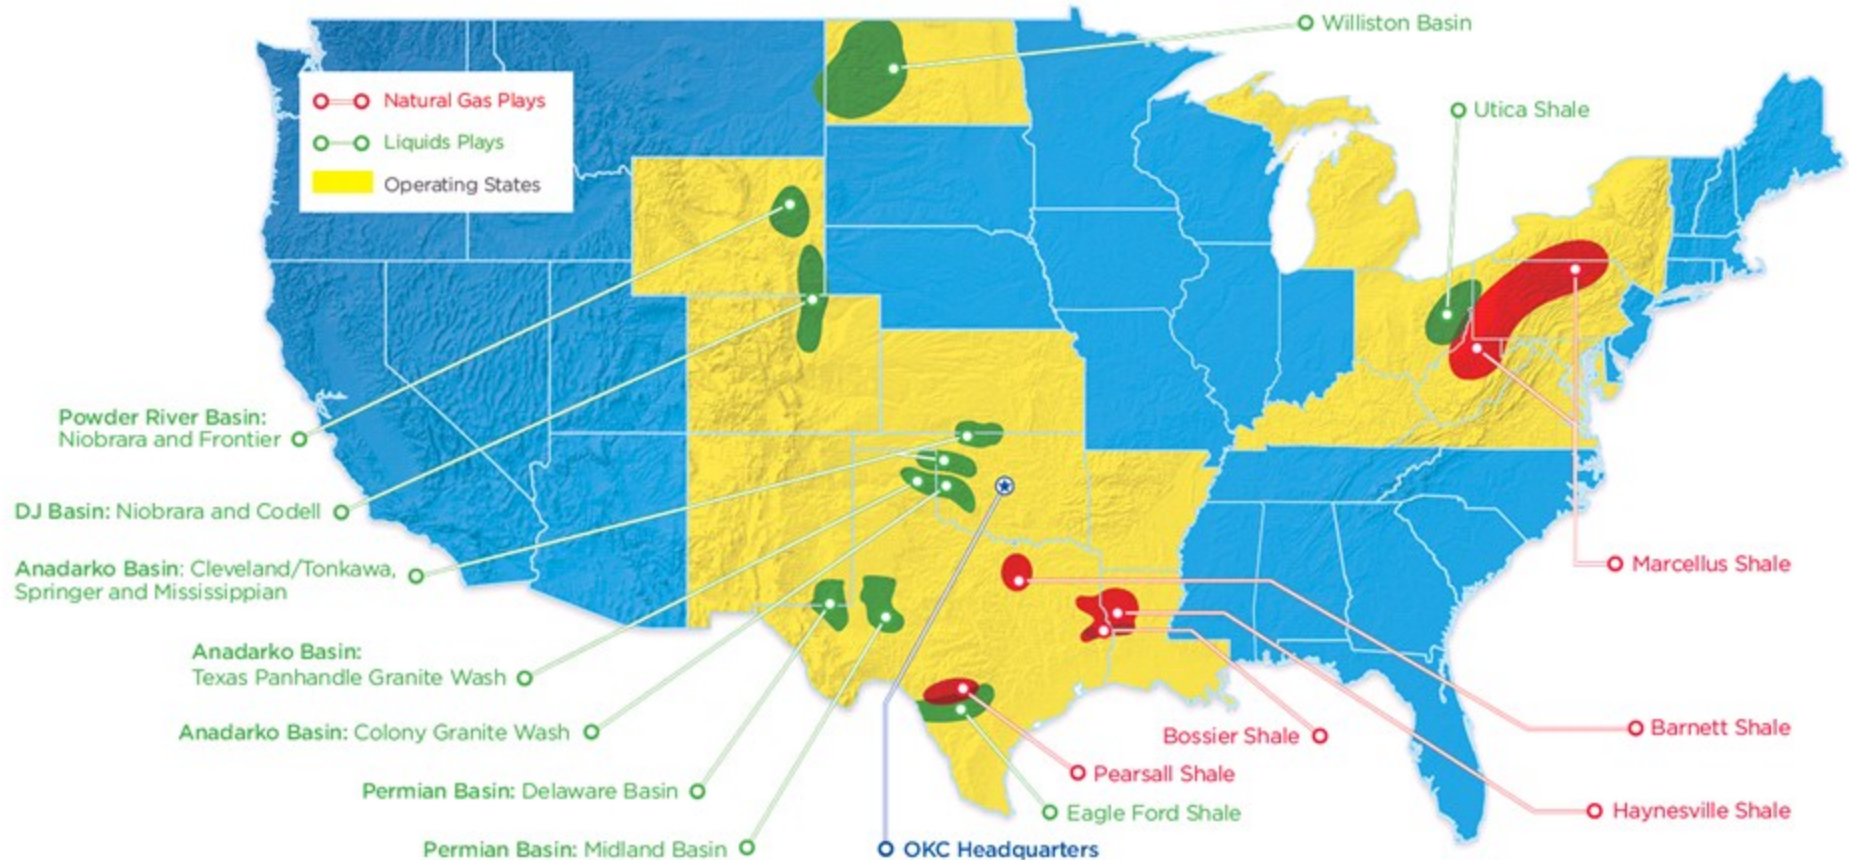 Williston Basin
Natural Gas Plays
Liquids Plays
Operating States
Utica Shale
Powder River Basin:
Niobrara and Frontier
DJ Basin: Niobrara and Codell
Anadarko Basin: Cleveland/Tonkawa,
Springer and Mississippian
Anadarko Basin:
Texas Panhandle Granite Wash
Anadarko Basin: Colony Granite Wash
Permian Basin: Delaware Basin
Permian Basin: Midland Basin
OKC Headquarters
Eagle Ford Shale
Pearsall Shale
Bossier Shale
Marcellus Shale
Barnett Shale
Haynesville Shale